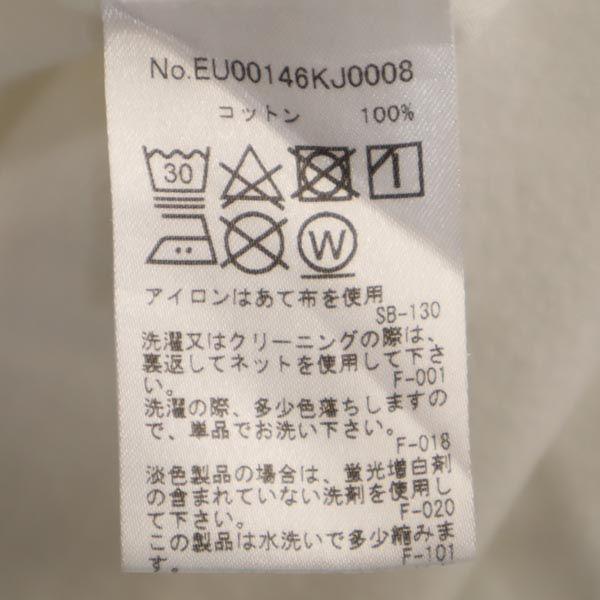 No.EU00146KJ0008
コットン 100%
30
W
アイロンはあて布を使用
SB-130
洗濯又はクリーニングの際は、
裏返してネットを使用して下さ
い。
F-001
洗濯の際、多少色落ちしますの
で、単品でお洗い下さい。
F-018
淡色製品の場合は、蛍光増白剤
の含まれていない洗剤を使用し
て下さい。
F-020
この製品は水洗いで多少縮みま
す。
F-101